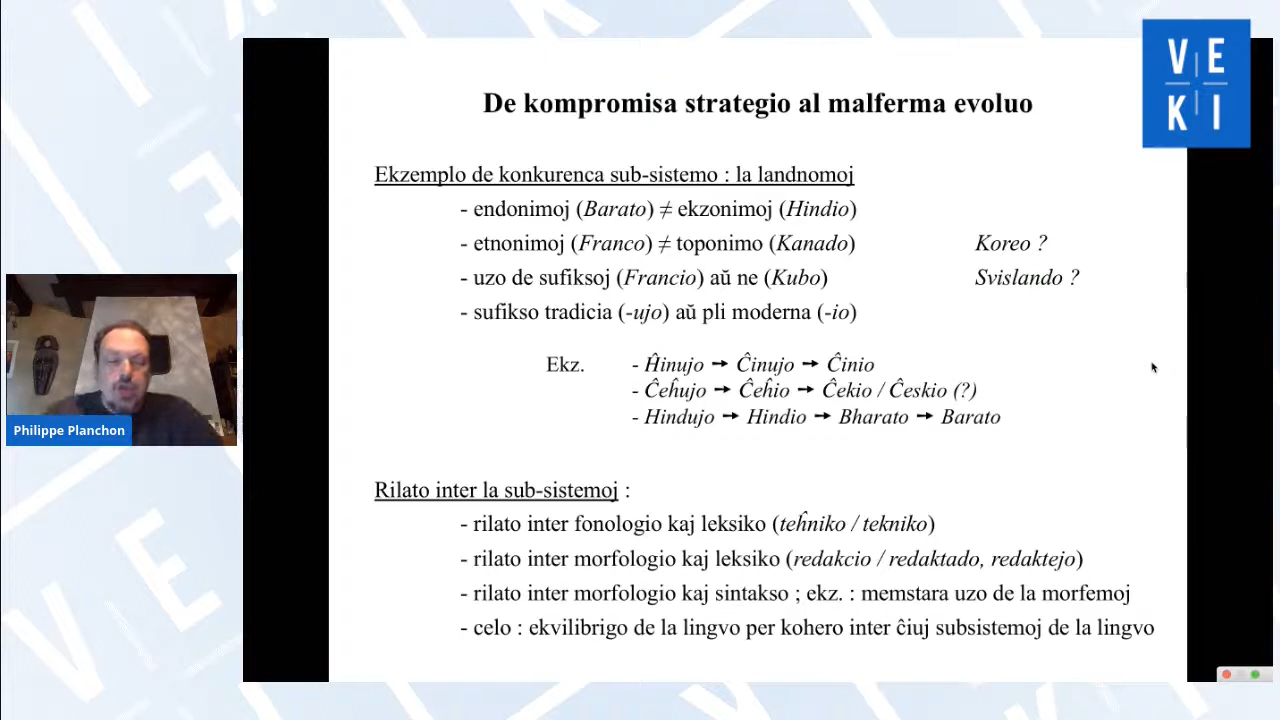 De kompromisa strategio al malferma evoluo
Ekzemplo de konkurenca sub-sistemo : la landnomoj
- endonimoj (Barato) ≠ ekzonimoj (Hindio)
- etnonimoj (Franco) ≠ toponimo (Kanado) Koreo ?
- uzo de sufiksoj (Francio) aŭ ne (Kubo) Svislando ?
- sufikso tradicia (-ujo) aŭ pli moderna (-io)
Ekz. - Ĥinujo → Ĉinujo → Ĉinio
- Ĉeĥujo → Ĉeĥio → Ĉekio / Ĉeskio (?)
- Hindujo → Hindio → Bharato → Barato
Rilato inter la sub-sistemoj :
- rilato inter fonologio kaj leksiko (teĥniko / tekniko)
- rilato inter morfologio kaj leksiko (redakcio / redaktado, redaktejo)
- rilato inter morfologio kaj sintakso ; ekz. : memstara uzo de la morfemoj
- celo : ekvilibrigo de la lingvo per kohero inter ĉiuj subsistemoj de la lingvo
Philippe Planchon
V E
K I